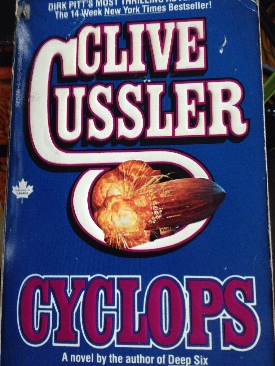 DIRK PITT'S MOST THRILLING
The 14 Week New York Times Bestseller!
CLIVE
CUSSLER
CYCLOPS
A novel by the author of Deep Six